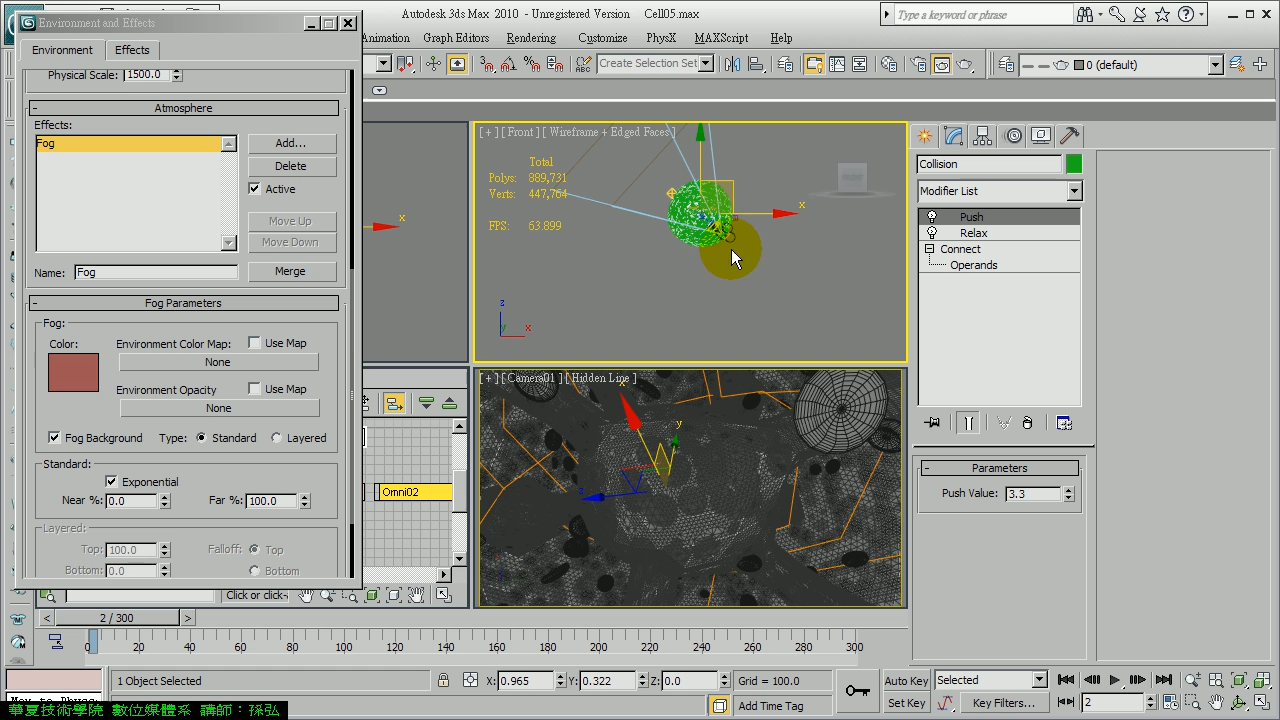 Environment and Effects
Autodesk 3ds Max 2010 - Unregistered Version Cell05.max
Type a keyword or phrase
Environment Effects
Animation Graph Editors Rendering Customize PhysX MAXScript Help
Create Selection Set
0 (default)
Physical Scale: 1500.0
Atmosphere
Effects:
Fog
Add...
Delete
Active
Move Up
Move Down
Name: Fog
Merge
Fog Parameters
Fog:
Color:
Environment Color Map: Use Map
None
Environment Opacity Use Map
None
Fog Background Type: Standard Layered
Standard:
Exponential
Near %: 0.0 Far %: 100.0
Layered:
Top: 100.0 Falloff: Top
Bottom: 0.0 Bottom
[ + ] [ Front ] [ Wireframe + Edged Faces ]
Total
Polys: 889,731
Verts: 447,764
FPS: 63.899
x
x
z
y x
[ + ] [ Camera01 ] [ Hidden Line ]
x
y
z
Omni02
Click or click-
Collision
Modifier List
Push
Relax
Connect
Operands
Parameters
Push Value: 3.3
< 2 / 300 >
0 20 40 60 80 100 120 140 160 180 200 220 240 260 280 300
1 Object Selected
X: 0.965 Y: 0.322 Z: 0.0 Grid = 100.0
Auto Key Selected
Add Time Tag
Set Key Key Filters... 2
華夏技術學院 數位媒體系 講師：孫弘